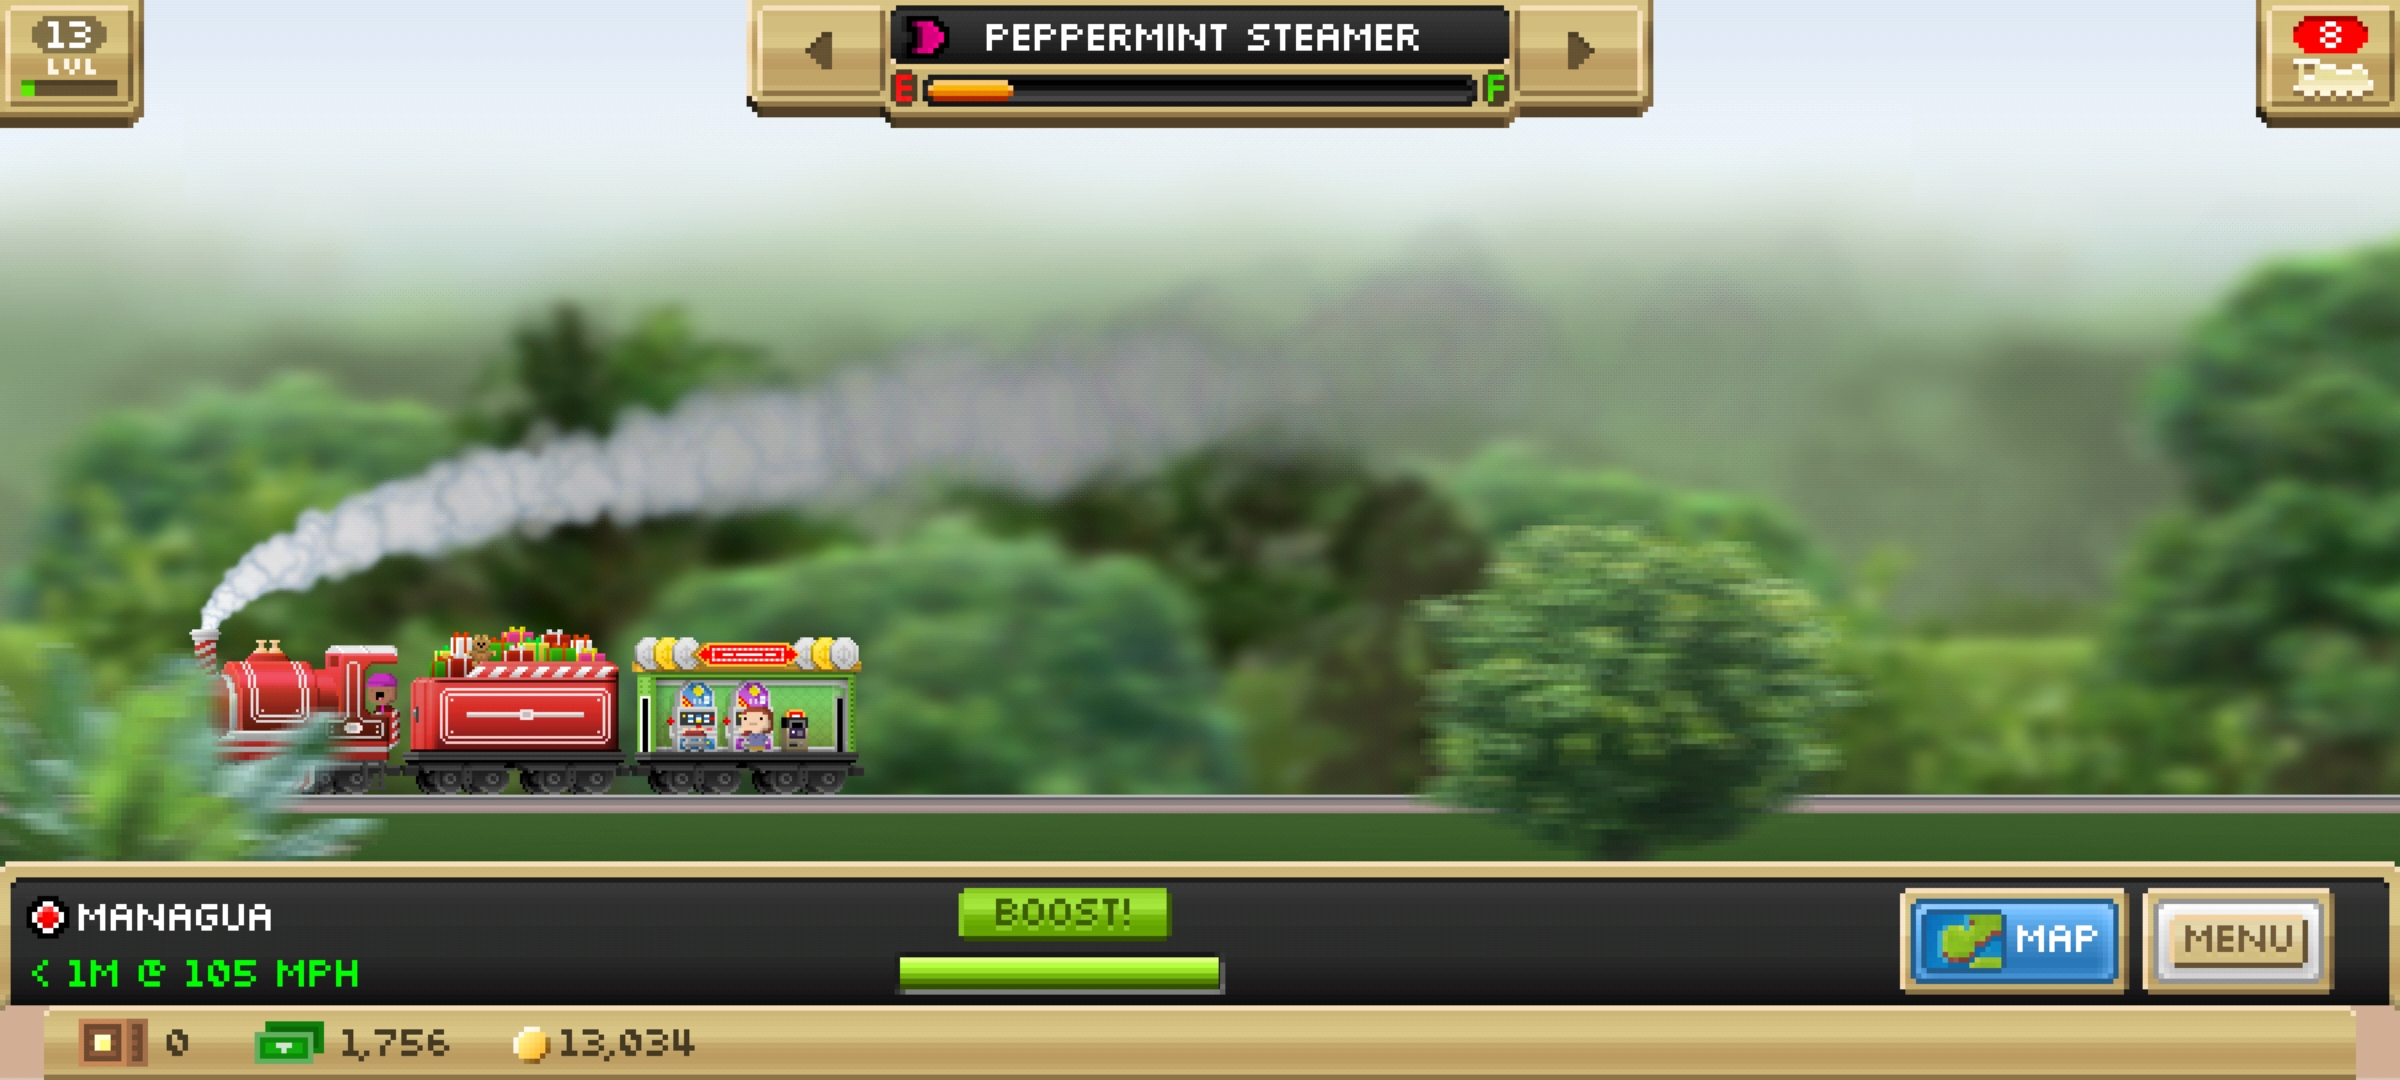 13
LVL
PEPPERMINT STEAMER
E
F
8
MANAGUA
< 1M @ 105 MPH
BOOST!
MAP
MENU
0
1,756
13,034